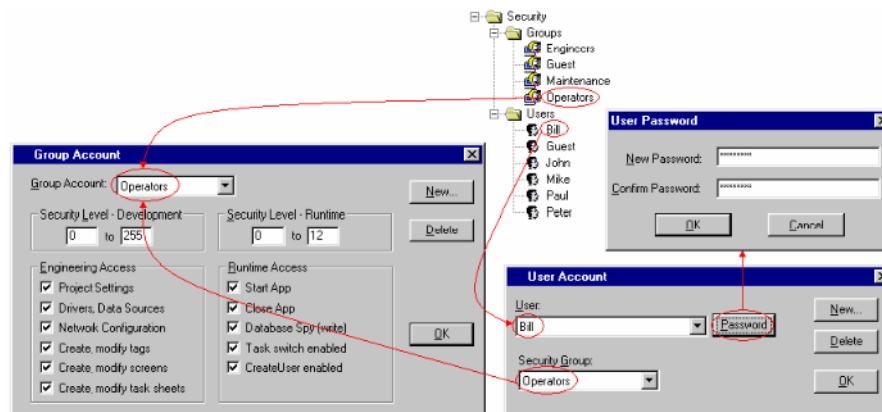 Security
Groups
Engineers
Guest
Maintenance
Operators
Users
Bill
Guest
John
Mike
Paul
Peter
Group Account
Group Account: Operators
New...
Delete
Security Level - Development
0 to 255
Security Level - Runtime
0 to 12
Engineering Access
Project Settings
Drivers, Data Sources
Network Configuration
Create, modify tags
Create, modify screens
Create, modify task sheets
Runtime Access
Start App
Close App
Database Spy (write)
Task switch enabled
CreateUser enabled
OK
User Password
New Password: *********
Confirm Password: *********
OK Cancel
User Account
User:
Bill
Password
New...
Delete
Security Group:
Operators
OK